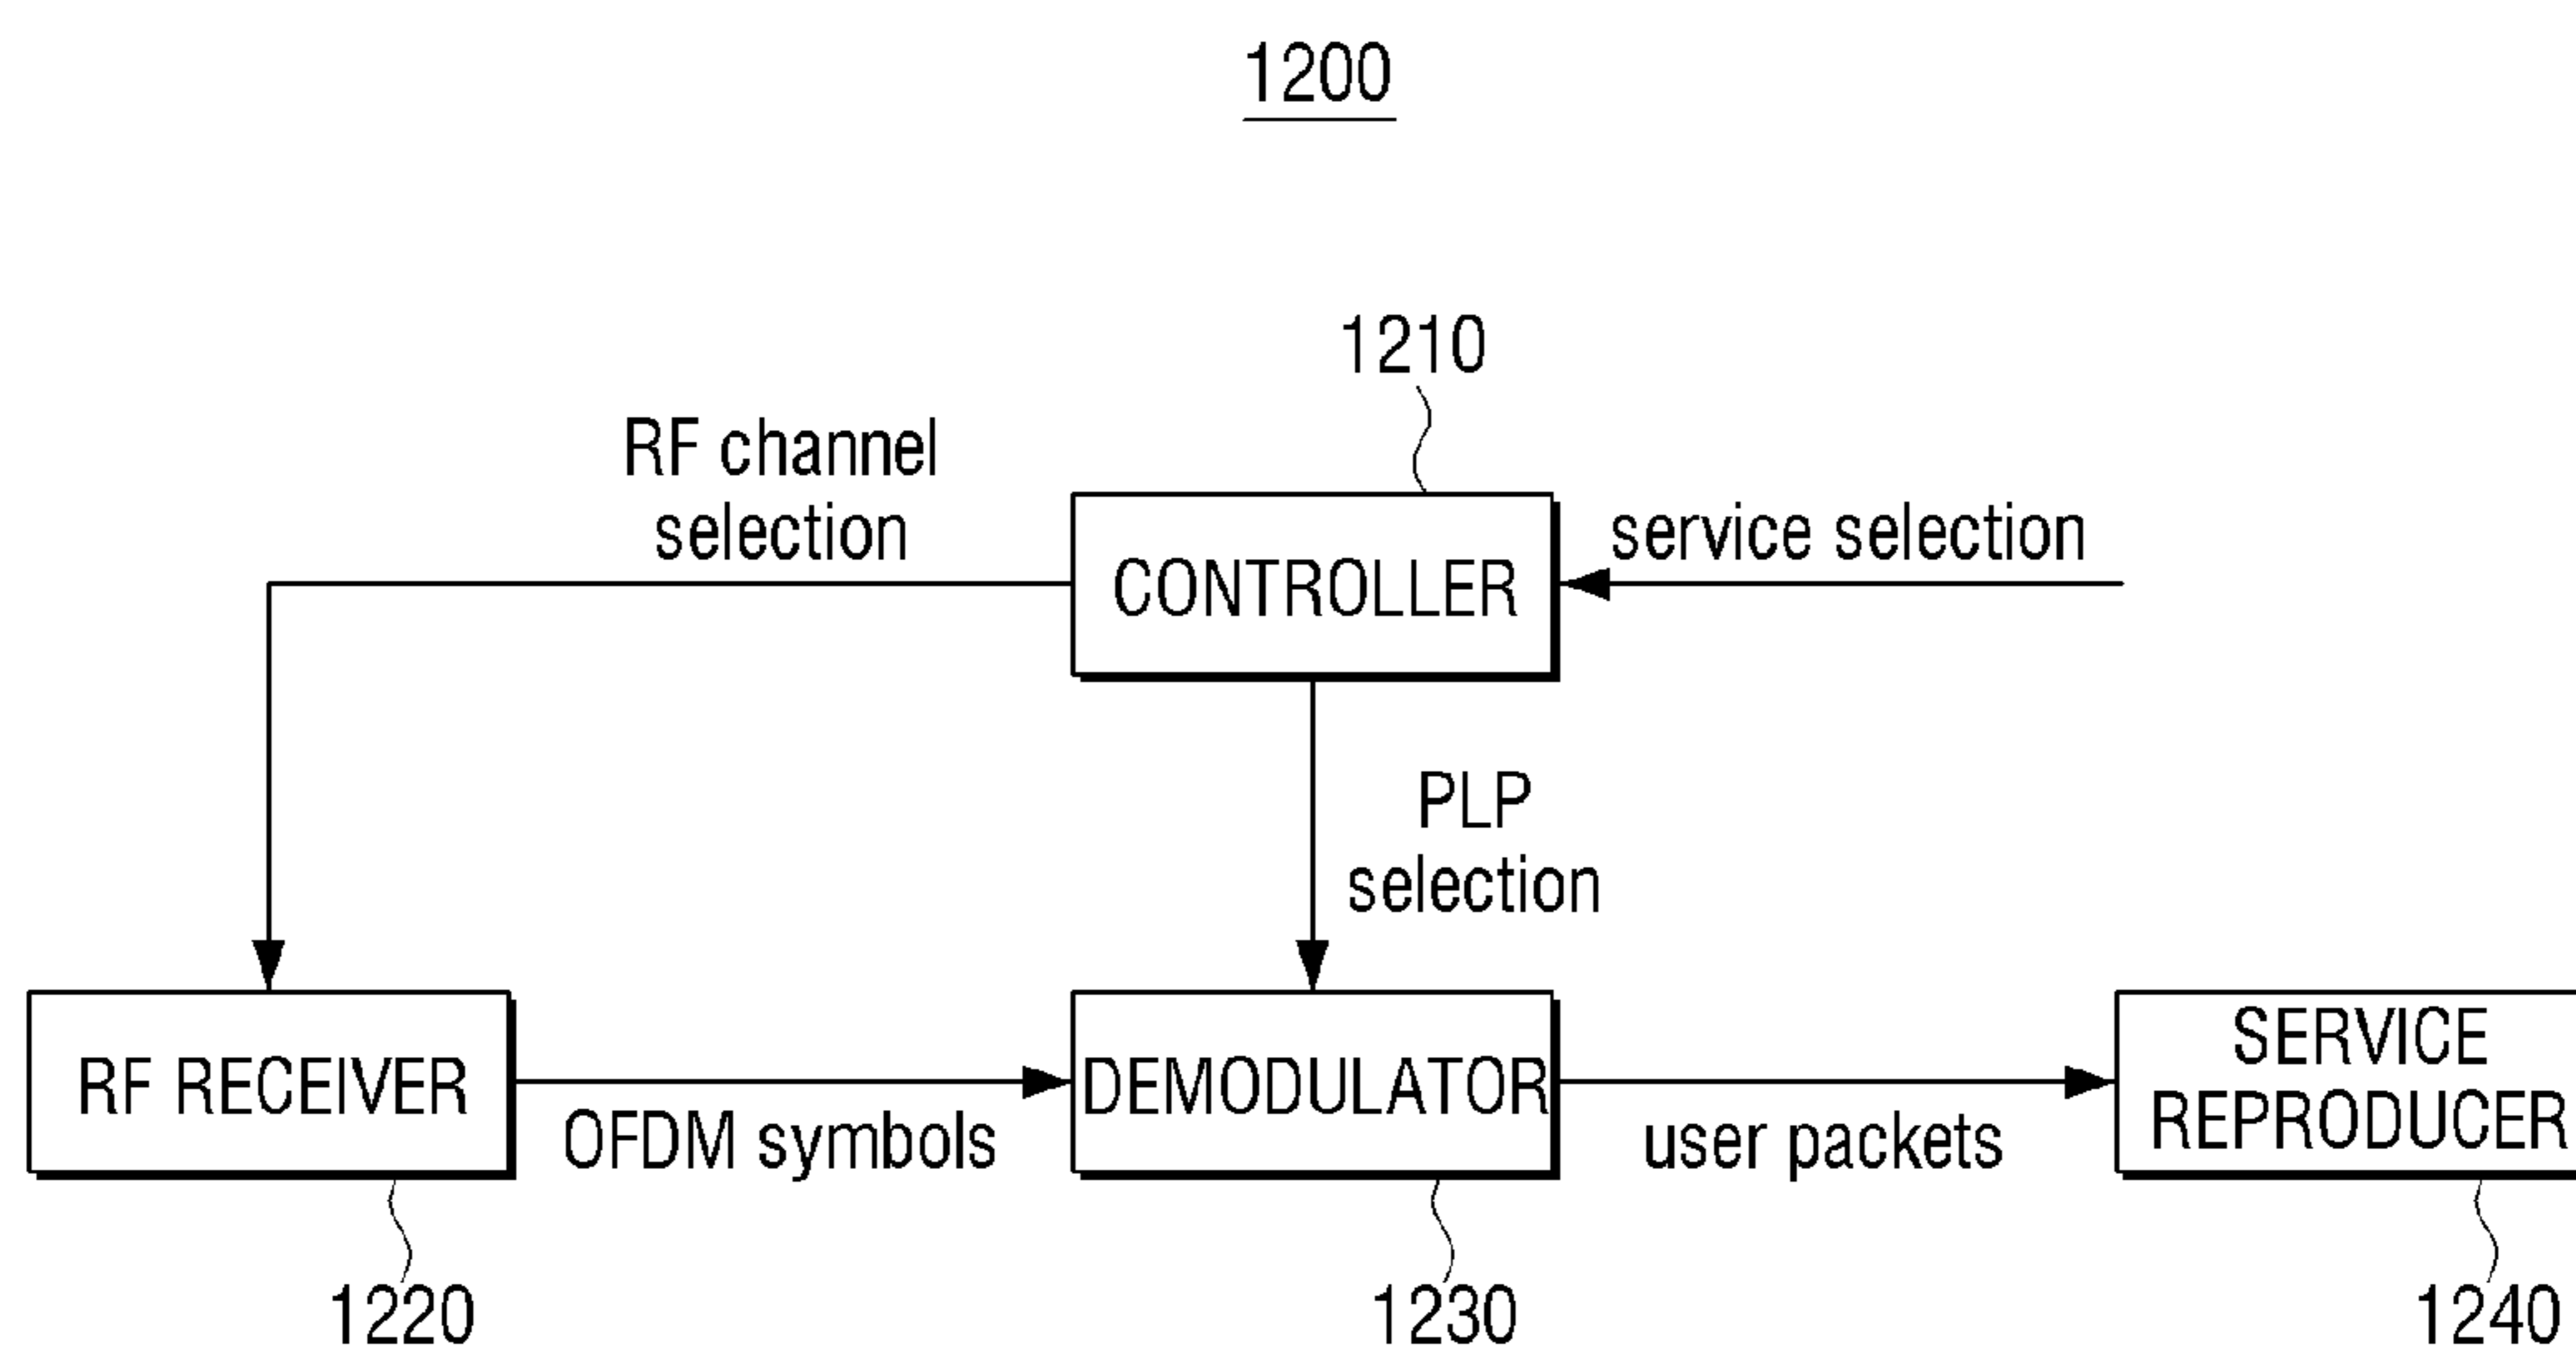 1200
1210
RF channel
selection
CONTROLLER
service selection
PLP
selection
RF RECEIVER
OFDM symbols
DEMODULATOR
user packets
SERVICE
REPRODUCER
1220
1230
1240